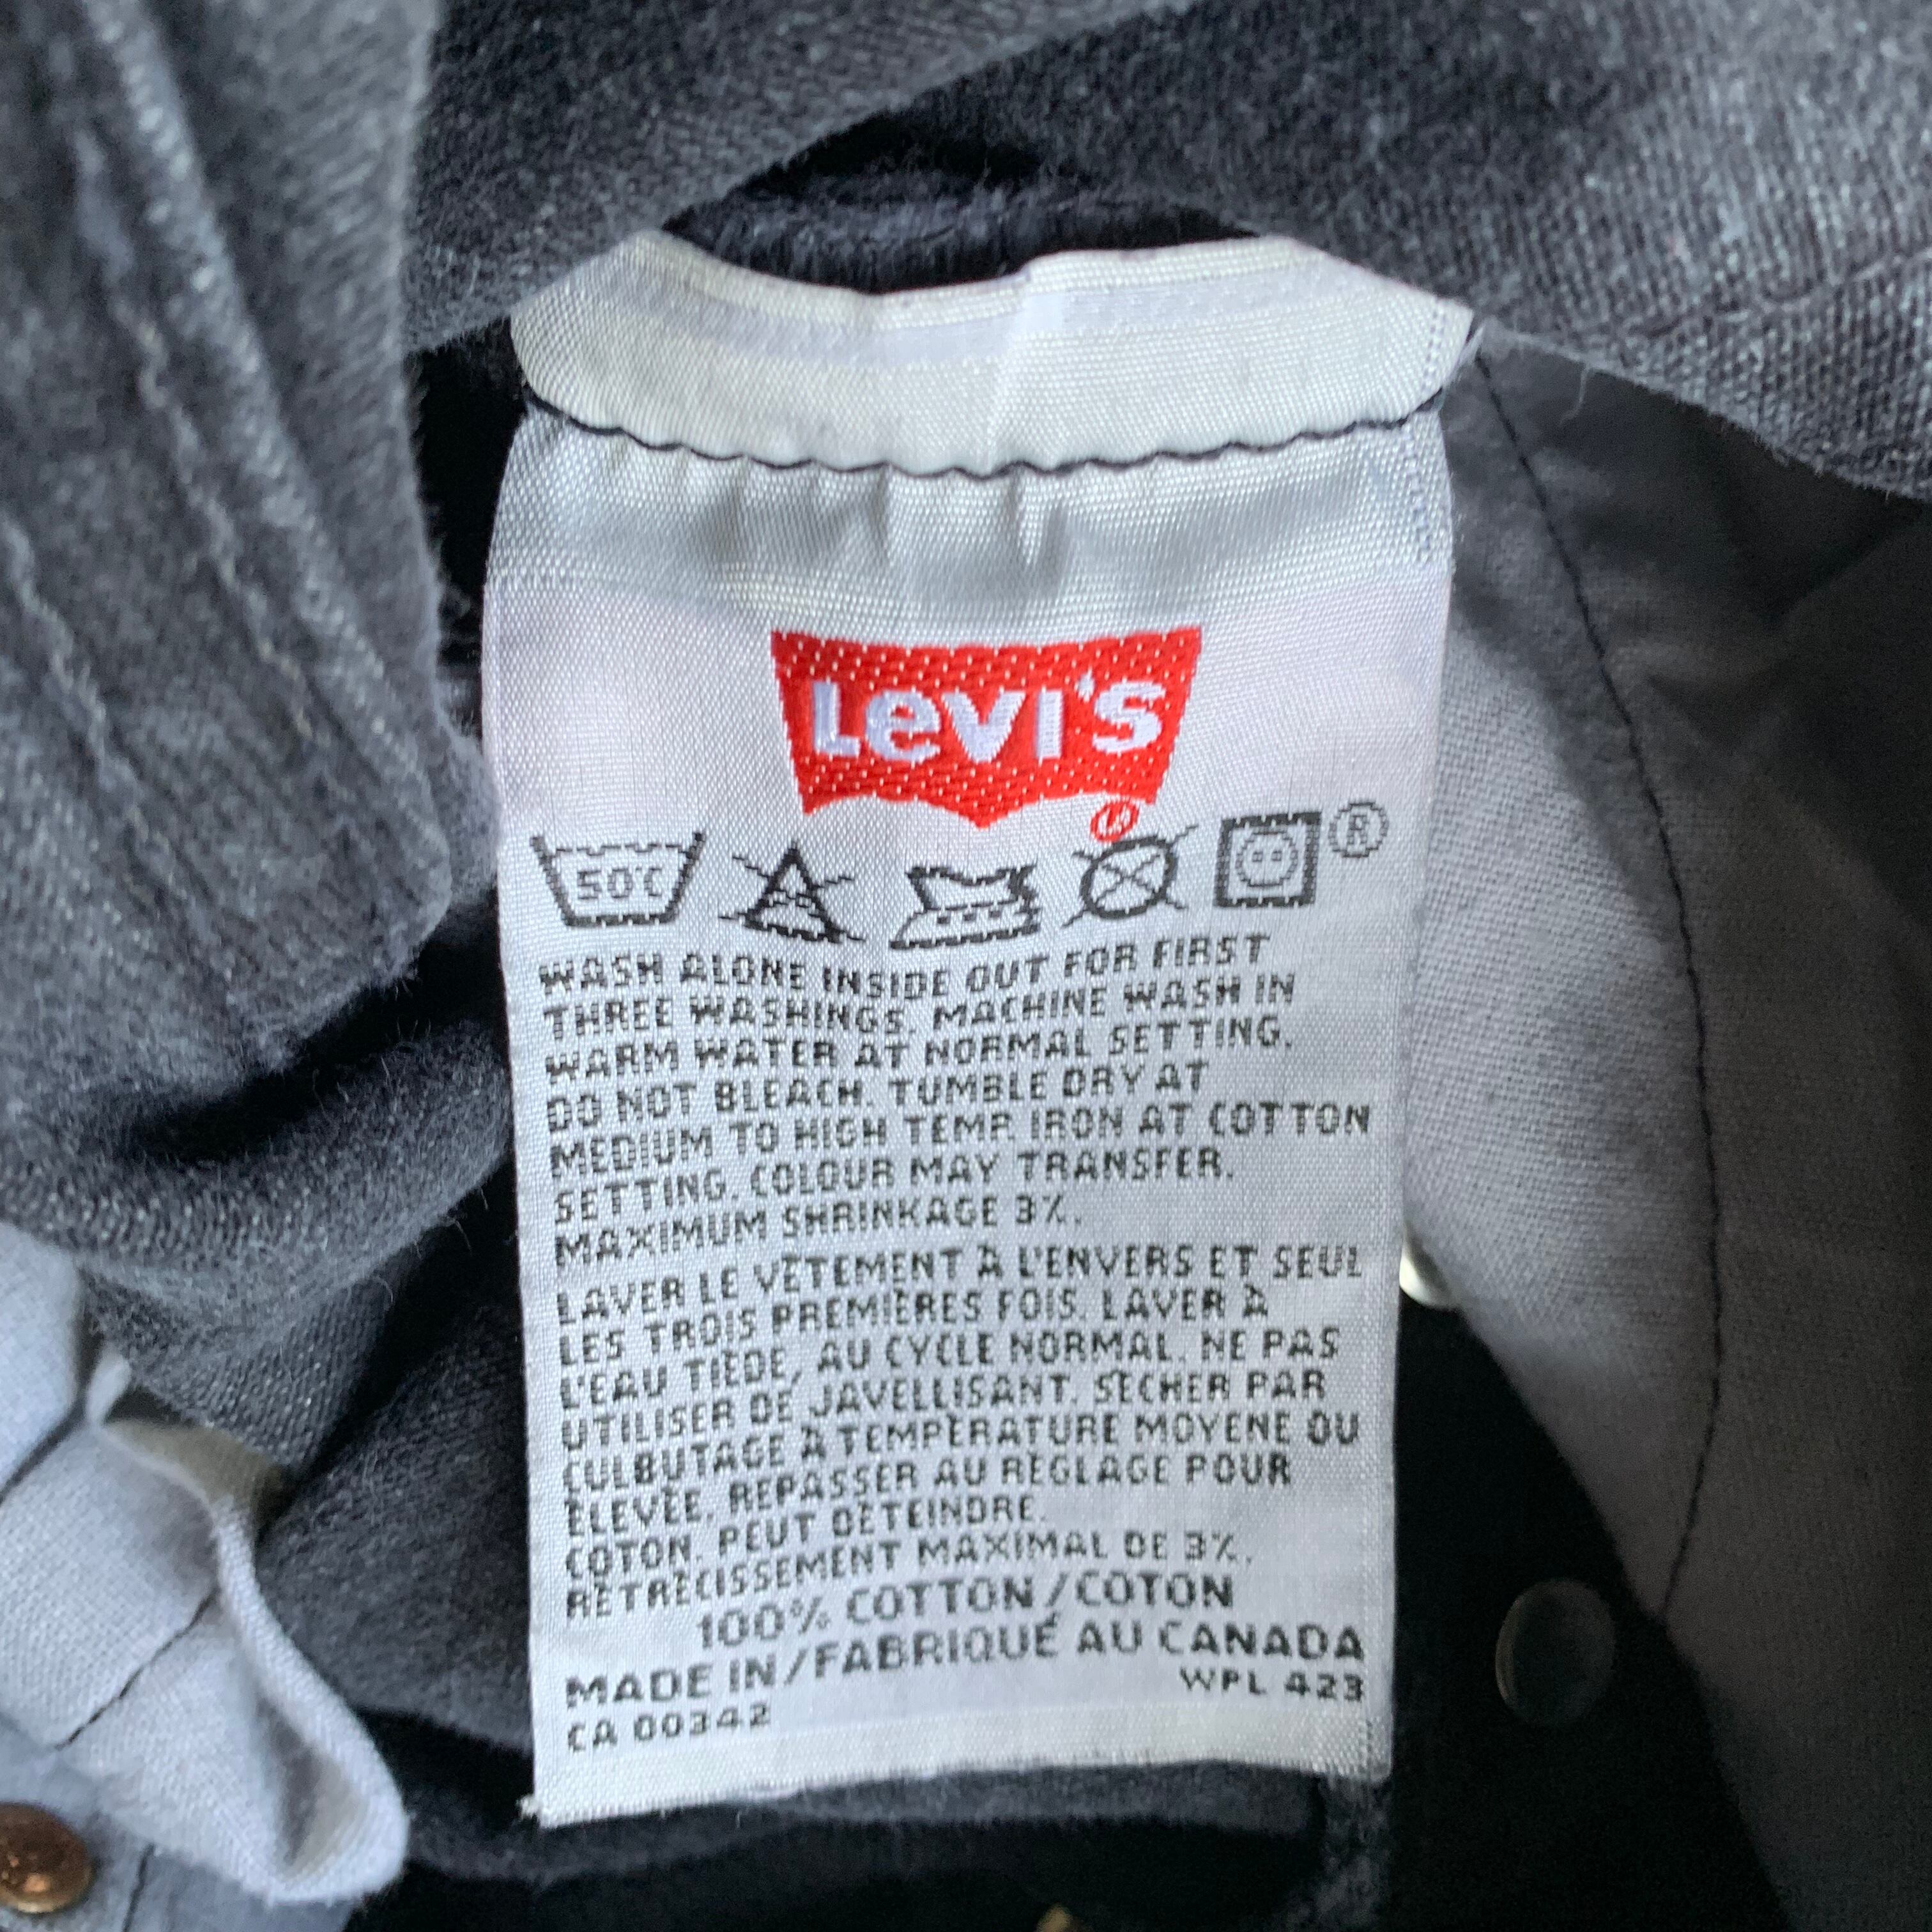 Levi's
50°C
®
WASH ALONE INSIDE OUT FOR FIRST
THREE WASHINGS. MACHINE WASH IN
WARM WATER AT NORMAL SETTING.
DO NOT BLEACH. TUMBLE DRY AT
MEDIUM TO HIGH TEMP. IRON AT COTTON
SETTING. COLOUR MAY TRANSFER.
MAXIMUM SHRINKAGE 3%.
LAVER LE VÊTEMENT À L'ENVERS ET SEUL
LES TROIS PREMIÈRES FOIS. LAVER À
L'EAU TIÈDE, AU CYCLE NORMAL. NE PAS
UTILISER DE JAVELLISANT. SÉCHER PAR
CULBUTAGE À TEMPÉRATURE MOYENE OU
ÉLEVÉE. REPASSER AU RÉGLAGE POUR
COTON. PEUT DÉTEINDRE.
RÉTRÉCISSEMENT MAXIMAL DE 3%.
100% COTTON/COTON
MADE IN/FABRIQUÉ AU CANADA
CA 00342 WPL 423